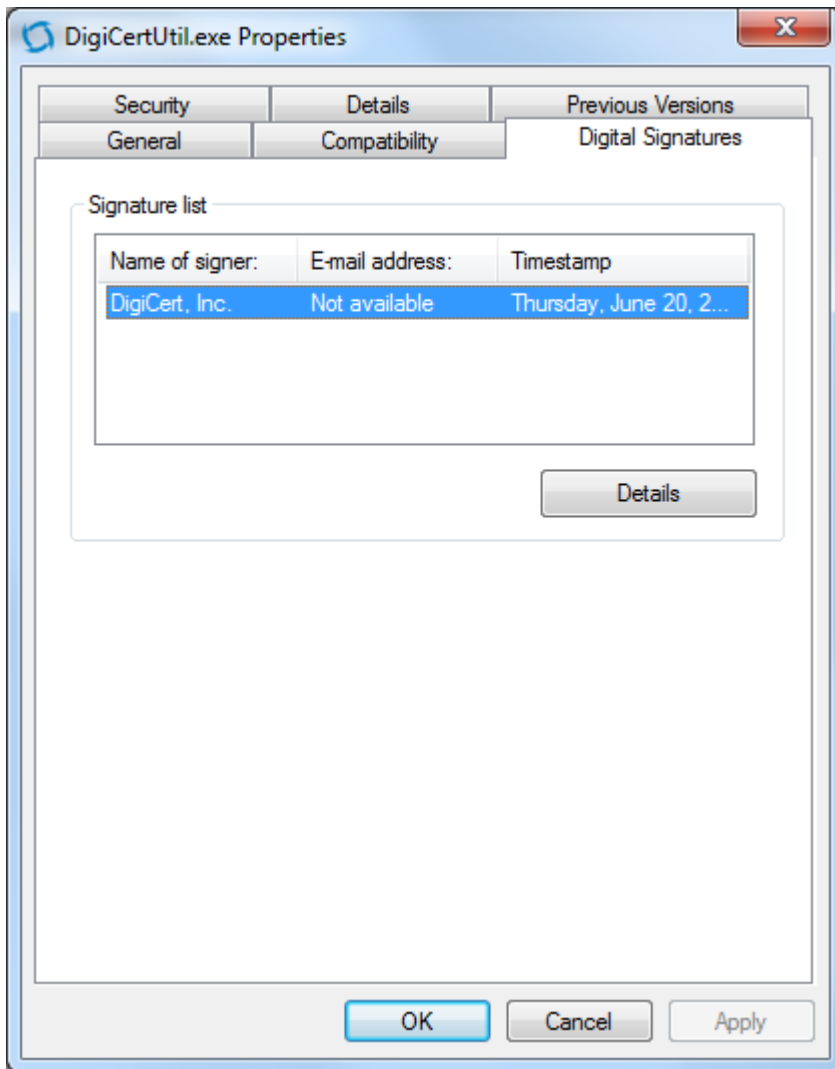 DigiCertUtil.exe Properties
Security Details Previous Versions
General Compatibility Digital Signatures
Signature list
Name of signer: E-mail address: Timestamp
DigiCert, Inc. Not available Thursday, June 20, 2...
Details
OK Cancel Apply